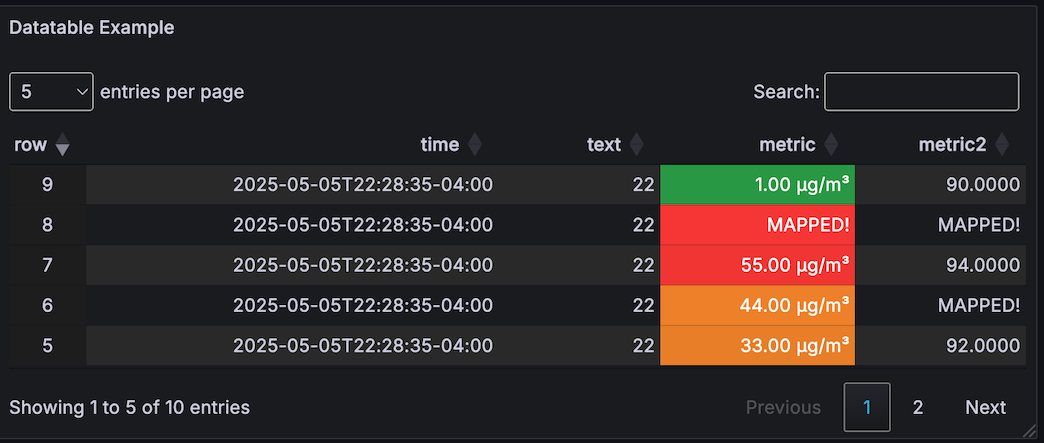 Datatable Example
5 entries per page Search:
row time text metric metric2
9 2025-05-05T22:28:35-04:00 22 1.00 µg/m³ 90.0000
8 2025-05-05T22:28:35-04:00 22 MAPPED! MAPPED!
7 2025-05-05T22:28:35-04:00 22 55.00 µg/m³ 94.0000
6 2025-05-05T22:28:35-04:00 22 44.00 µg/m³ MAPPED!
5 2025-05-05T22:28:35-04:00 22 33.00 µg/m³ 92.0000
Showing 1 to 5 of 10 entries Previous 1 2 Next